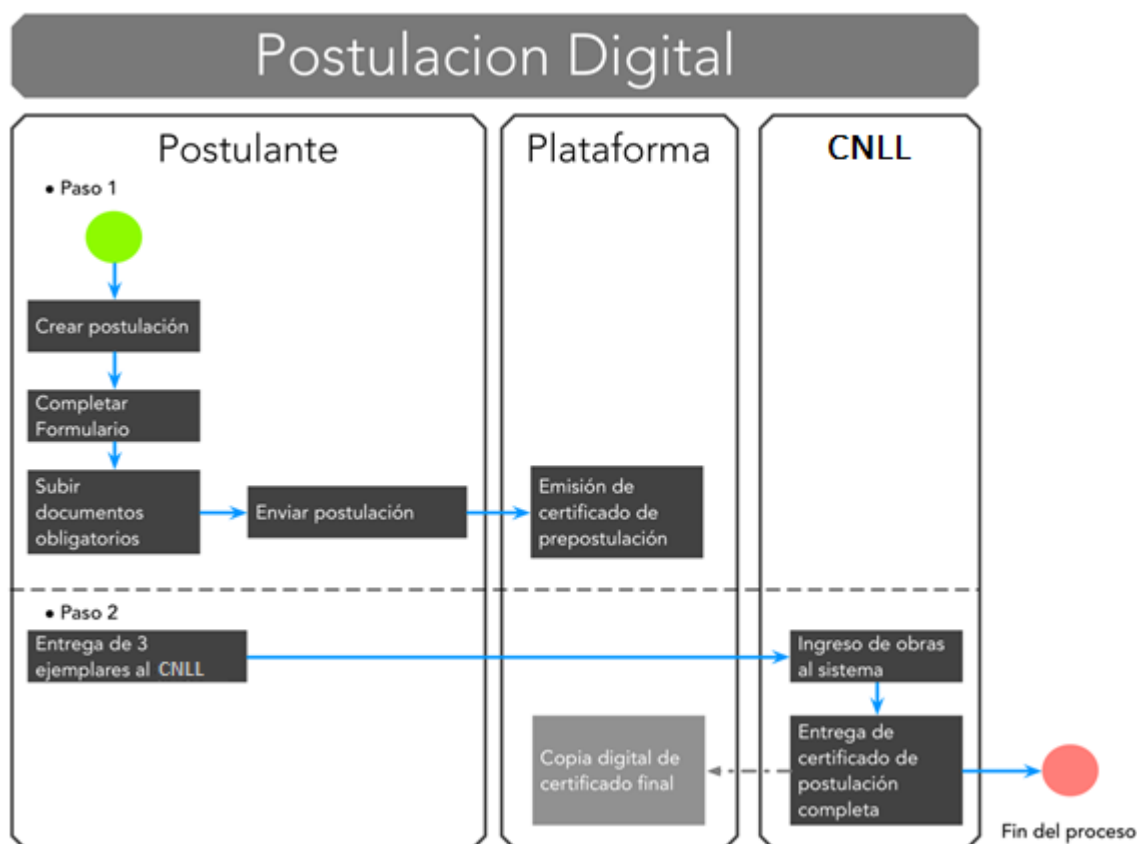 Postulacion Digital
Postulante
Plataforma
CNLL
• Paso 1
Crear postulación
Completar
Formulario
Subir
documentos
obligatorios
Enviar postulación
Emisión de
certificado de
prepostulación
• Paso 2
Entrega de 3
ejemplares al CNLL
Ingreso de obras
al sistema
Copia digital de
certificado final
Entrega de
certificado de
postulación
completa
Fin del proceso